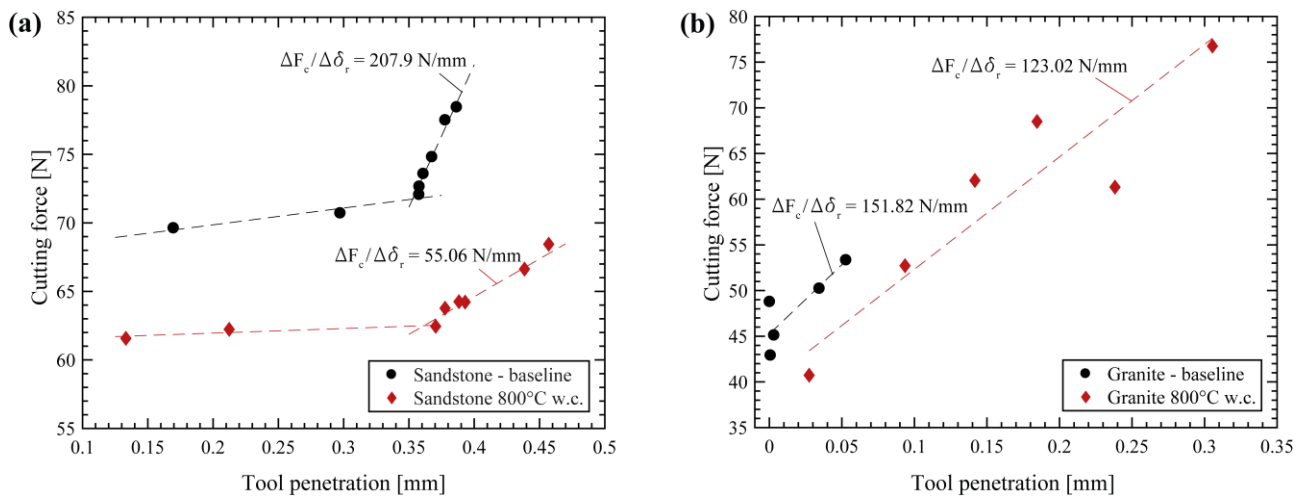 (a)
85
80
75
70
65
60
55
Cutting force [N]
ΔF_c/Δδ_r = 207.9 N/mm
ΔF_c/Δδ_r = 55.06 N/mm
Sandstone - baseline
Sandstone 800°C w.c.
0.1 0.15 0.2 0.25 0.3 0.35 0.4 0.45 0.5
Tool penetration [mm]
(b)
80
75
70
65
60
55
50
45
40
35
Cutting force [N]
ΔF_c/Δδ_r = 123.02 N/mm
ΔF_c/Δδ_r = 151.82 N/mm
Granite - baseline
Granite 800°C w.c.
0 0.05 0.1 0.15 0.2 0.25 0.3 0.35
Tool penetration [mm]